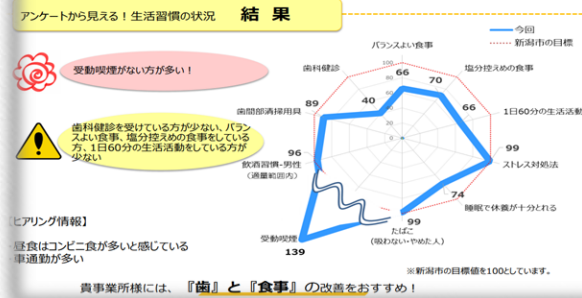 アンケートから見える！生活習慣の状況 結 果
受動喫煙がない方が多い！
歯科健診を受けている方が少ない、バラン
スよい食事、塩分控えめの食事をしている
方、1日60分の生活活動をしている方が
少ない
ヒアリング情報】
昼食はコンビニ食が多いと感じている
車通勤が多い
今回
新潟市の目標
バランスよい食事
塩分控えめの食事
1日60分の生活活動
ストレス対処法
睡眠で休養が十分とれる
たばこ
(吸わない・やめた人)
受動喫煙
飲酒習慣-男性
(適量範囲内)
歯間部清掃用具
歯科健診
100
80
60
40
20
0
66
70
66
99
74
99
139
96
89
40
※新潟市の目標値を100としています。
貴事業所様には、『歯』と『食事』の改善をおすすめ！